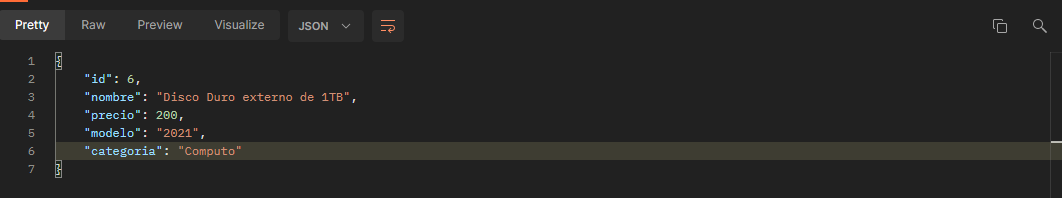 Pretty Raw Preview Visualize JSON
1 {
2 "id": 6,
3 "nombre": "Disco Duro externo de 1TB",
4 "precio": 200,
5 "modelo": "2021",
6 "categoria": "Computo"
7 }